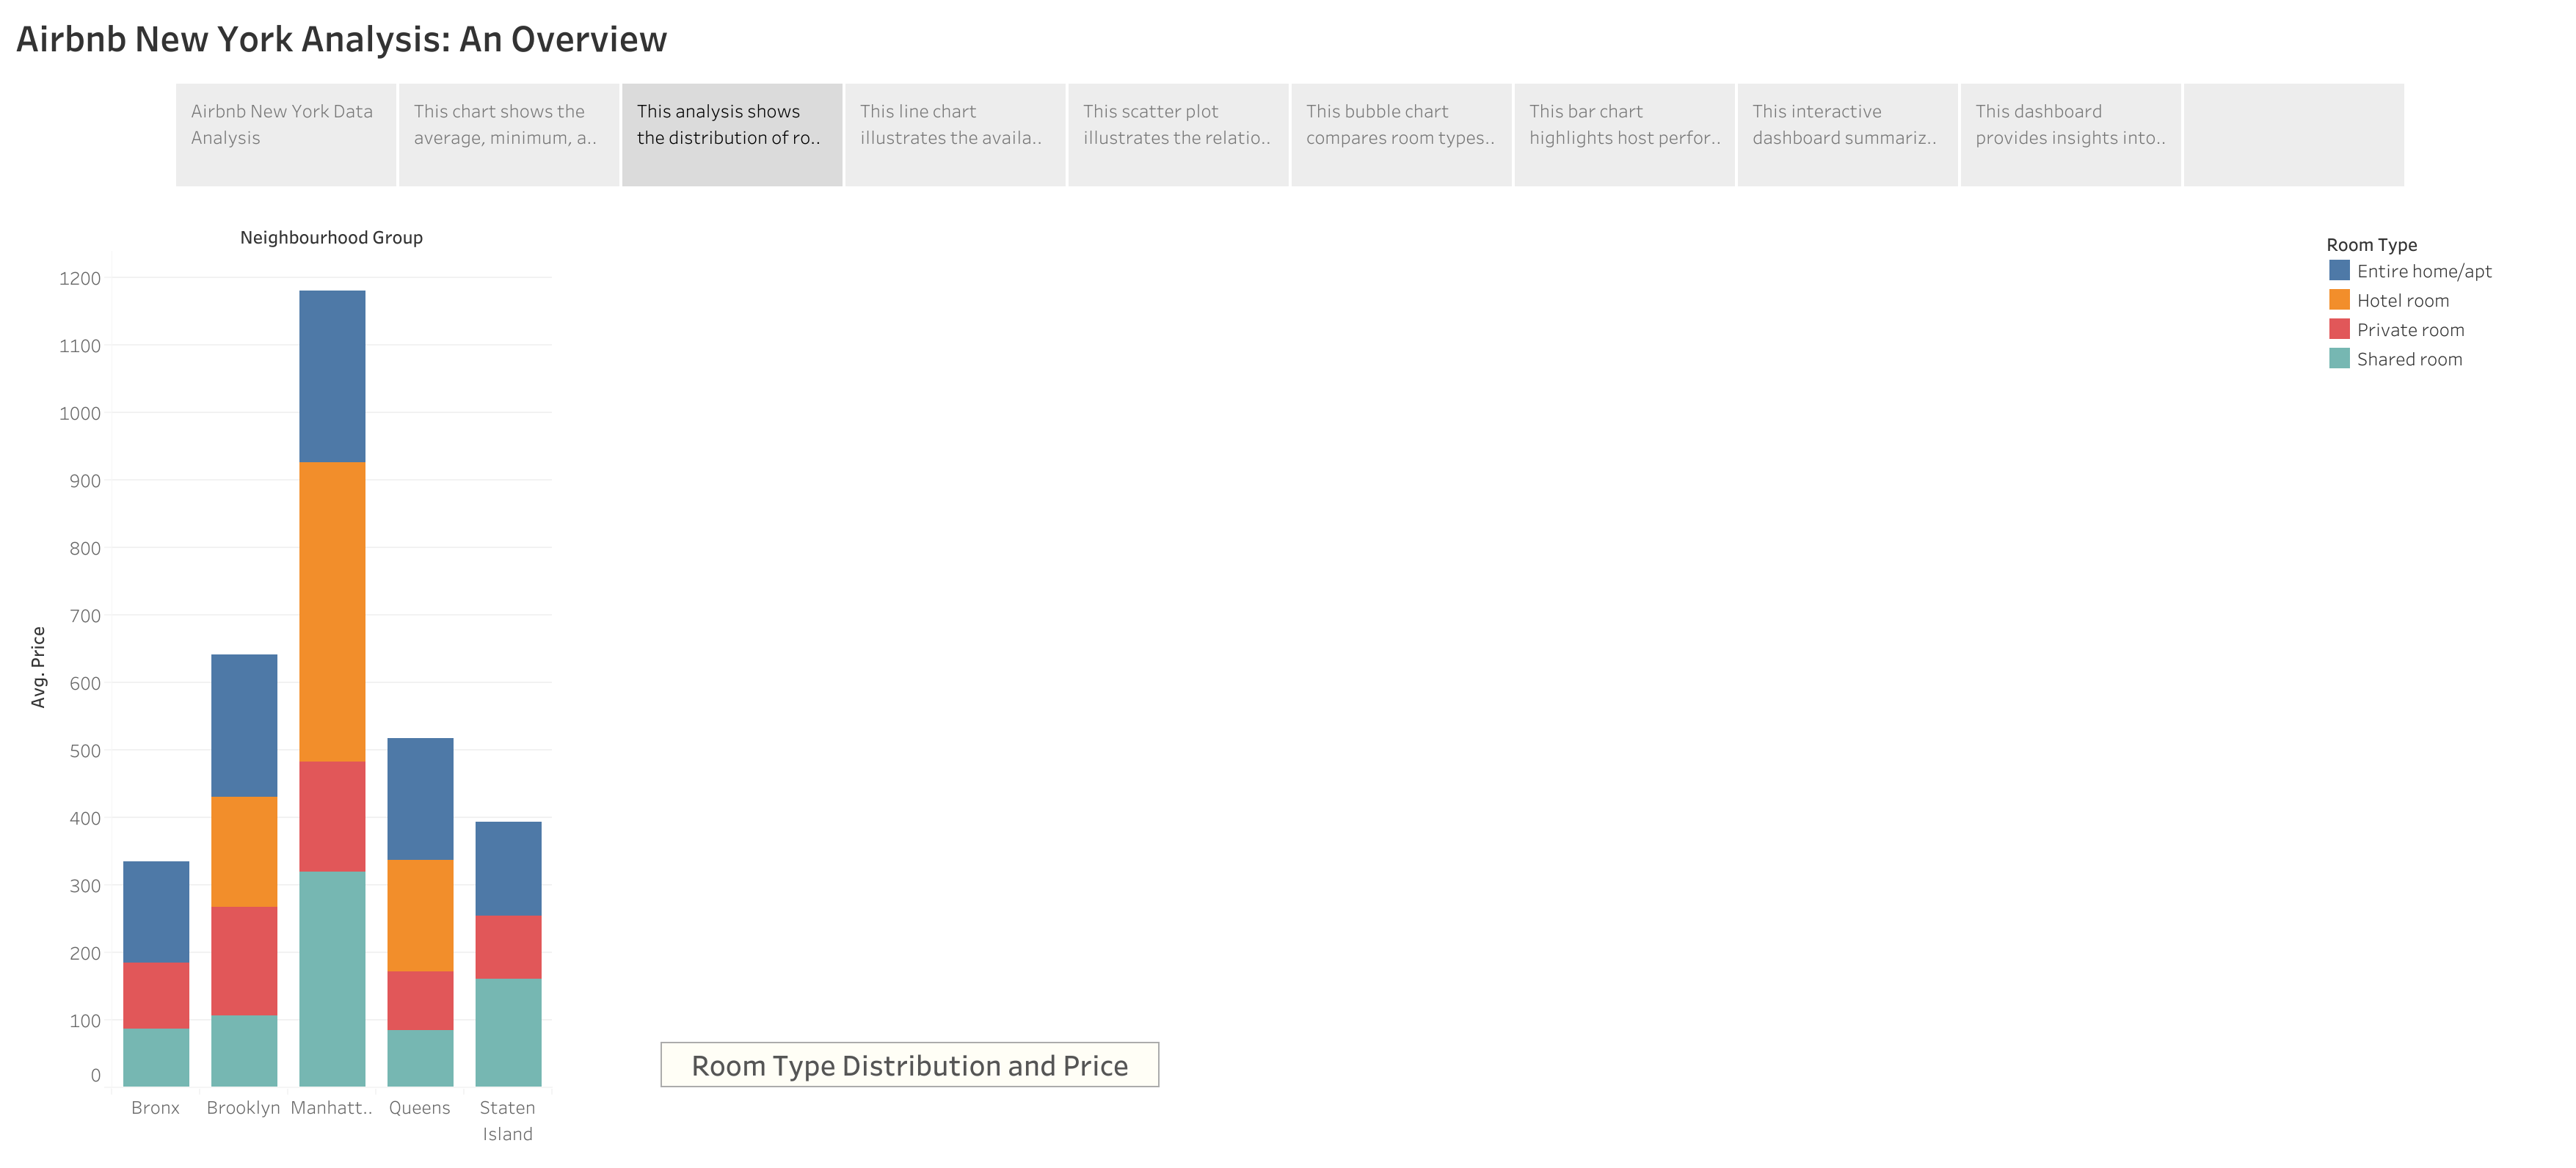 Airbnb New York Analysis: An Overview
Airbnb New York Data
Analysis
This chart shows the
average, minimum, a..
This analysis shows
the distribution of ro..
This line chart
illustrates the availa..
This scatter plot
illustrates the relatio..
This bubble chart
compares room types..
This bar chart
highlights host perfor..
This interactive
dashboard summariz..
This dashboard
provides insights into..
Neighbourhood Group
Room Type
Entire home/apt
Hotel room
Private room
Shared room
1200
1100
1000
900
800
700
600
500
400
300
200
100
0
Avg. Price
Room Type Distribution and Price
Bronx
Brooklyn
Manhatt..
Queens
Staten
Island